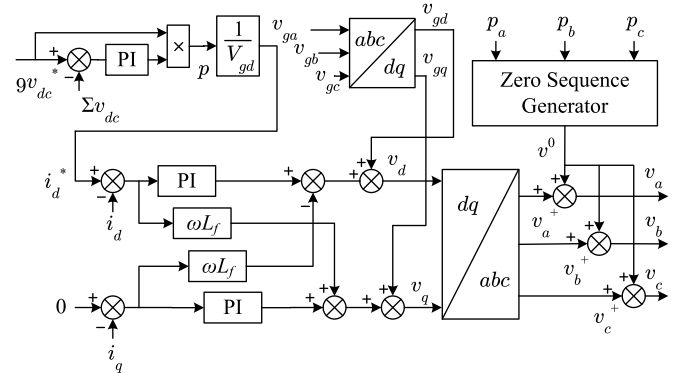 9v_dc*
+
−
Σv_dc
PI
×
p
1
V_gd
v_ga
v_gb
v_gc
abc
dq
v_gd
v_gq
p_a
p_b
p_c
Zero Sequence
Generator
v^0
i_d*
+
−
i_d
PI
+
−
+
+
v_d
ωL_f
ωL_f
0
+
−
i_q
PI
+
+
+
+
v_q
dq
abc
+
+
v_a^+
v_a
+
+
v_b^+
v_b
+
+
v_c^+
v_c